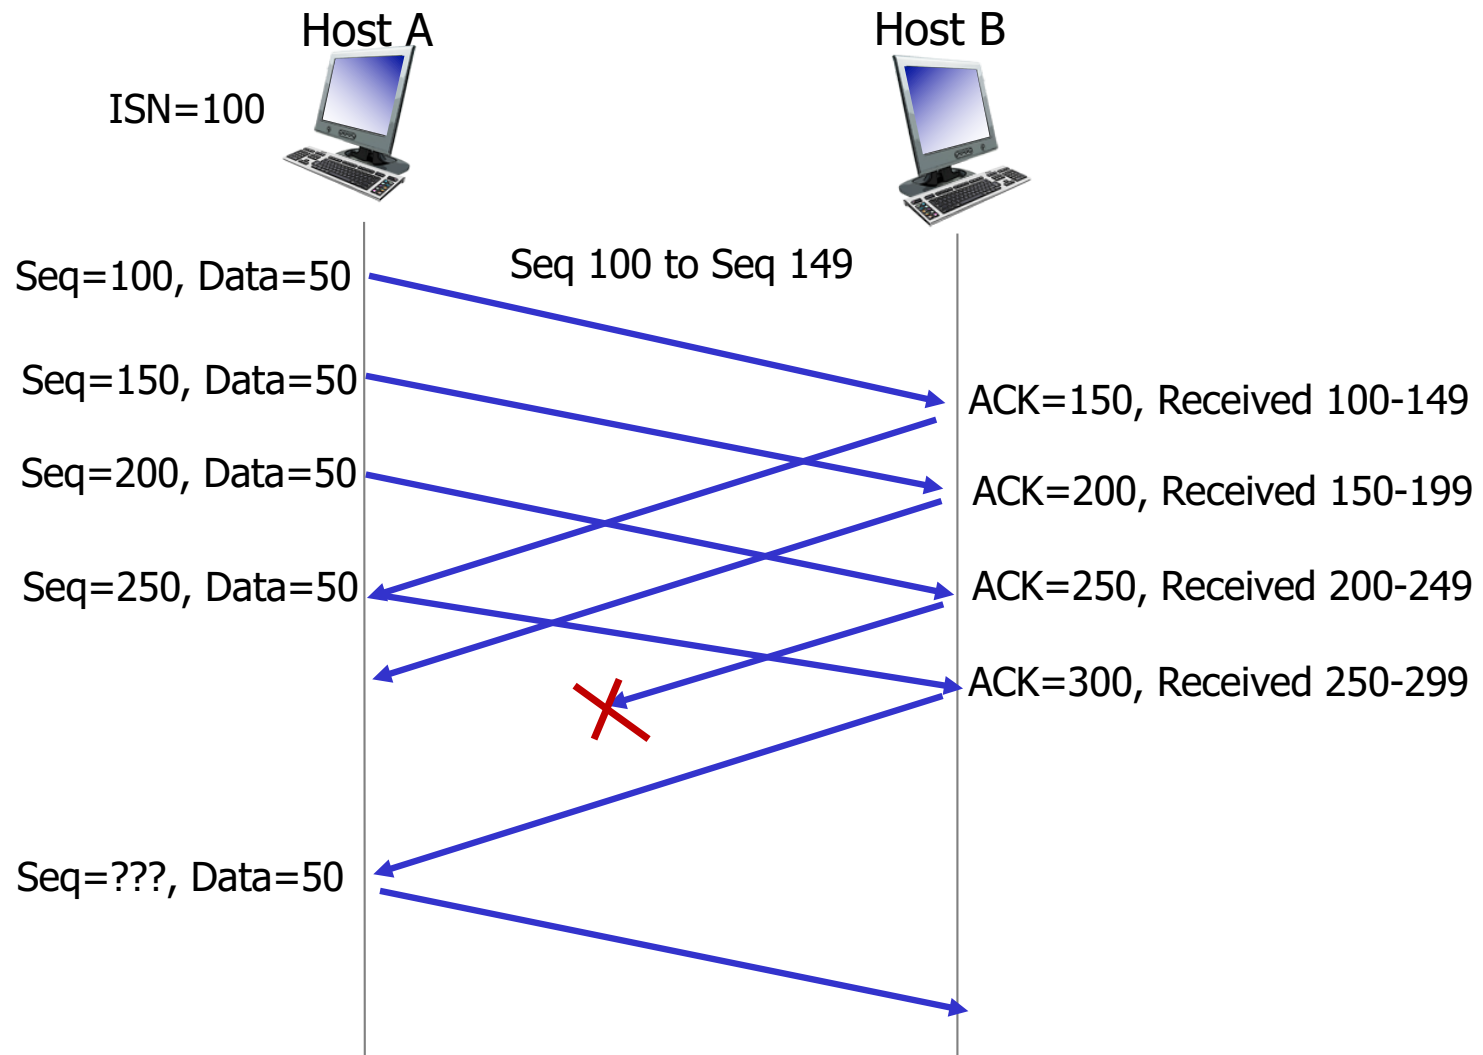 Host A
Host B
ISN=100
Seq 100 to Seq 149
Seq=100, Data=50
Seq=150, Data=50
ACK=150, Received 100-149
Seq=200, Data=50
ACK=200, Received 150-199
Seq=250, Data=50
ACK=250, Received 200-249
ACK=300, Received 250-299
Seq=???, Data=50